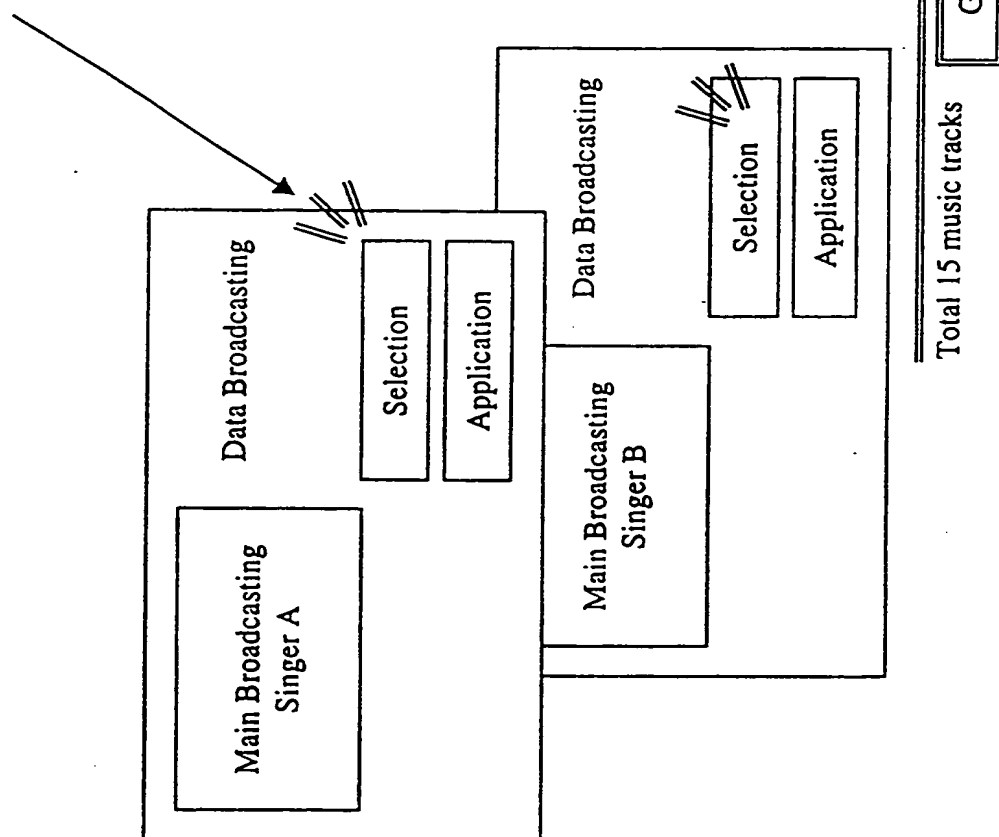 Main Broadcasting
Singer A
Data Broadcasting
Selection
Application
Main Broadcasting
Singer B
Data Broadcasting
Selection
Application
Total 15 music tracks